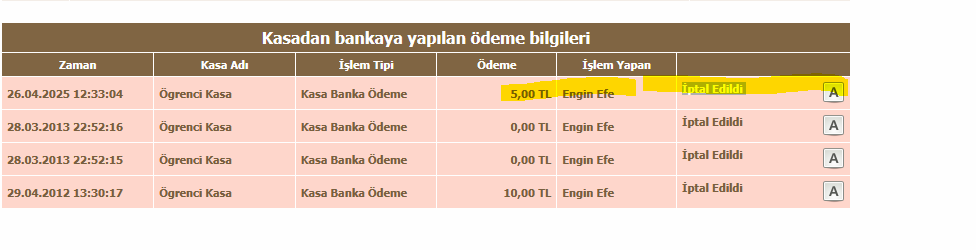 Kasadan bankaya yapılan ödeme bilgileri
Zaman Kasa Adı İşlem Tipi Ödeme İşlem Yapan
26.04.2025 12:33:04 Ögrenci Kasa Kasa Banka Ödeme 5,00 TL Engin Efe İptal Edildi A
28.03.2013 22:52:16 Ögrenci Kasa Kasa Banka Ödeme 0,00 TL Engin Efe İptal Edildi A
28.03.2013 22:52:15 Ögrenci Kasa Kasa Banka Ödeme 0,00 TL Engin Efe İptal Edildi A
29.04.2012 13:30:17 Ögrenci Kasa Kasa Banka Ödeme 10,00 TL Engin Efe İptal Edildi A